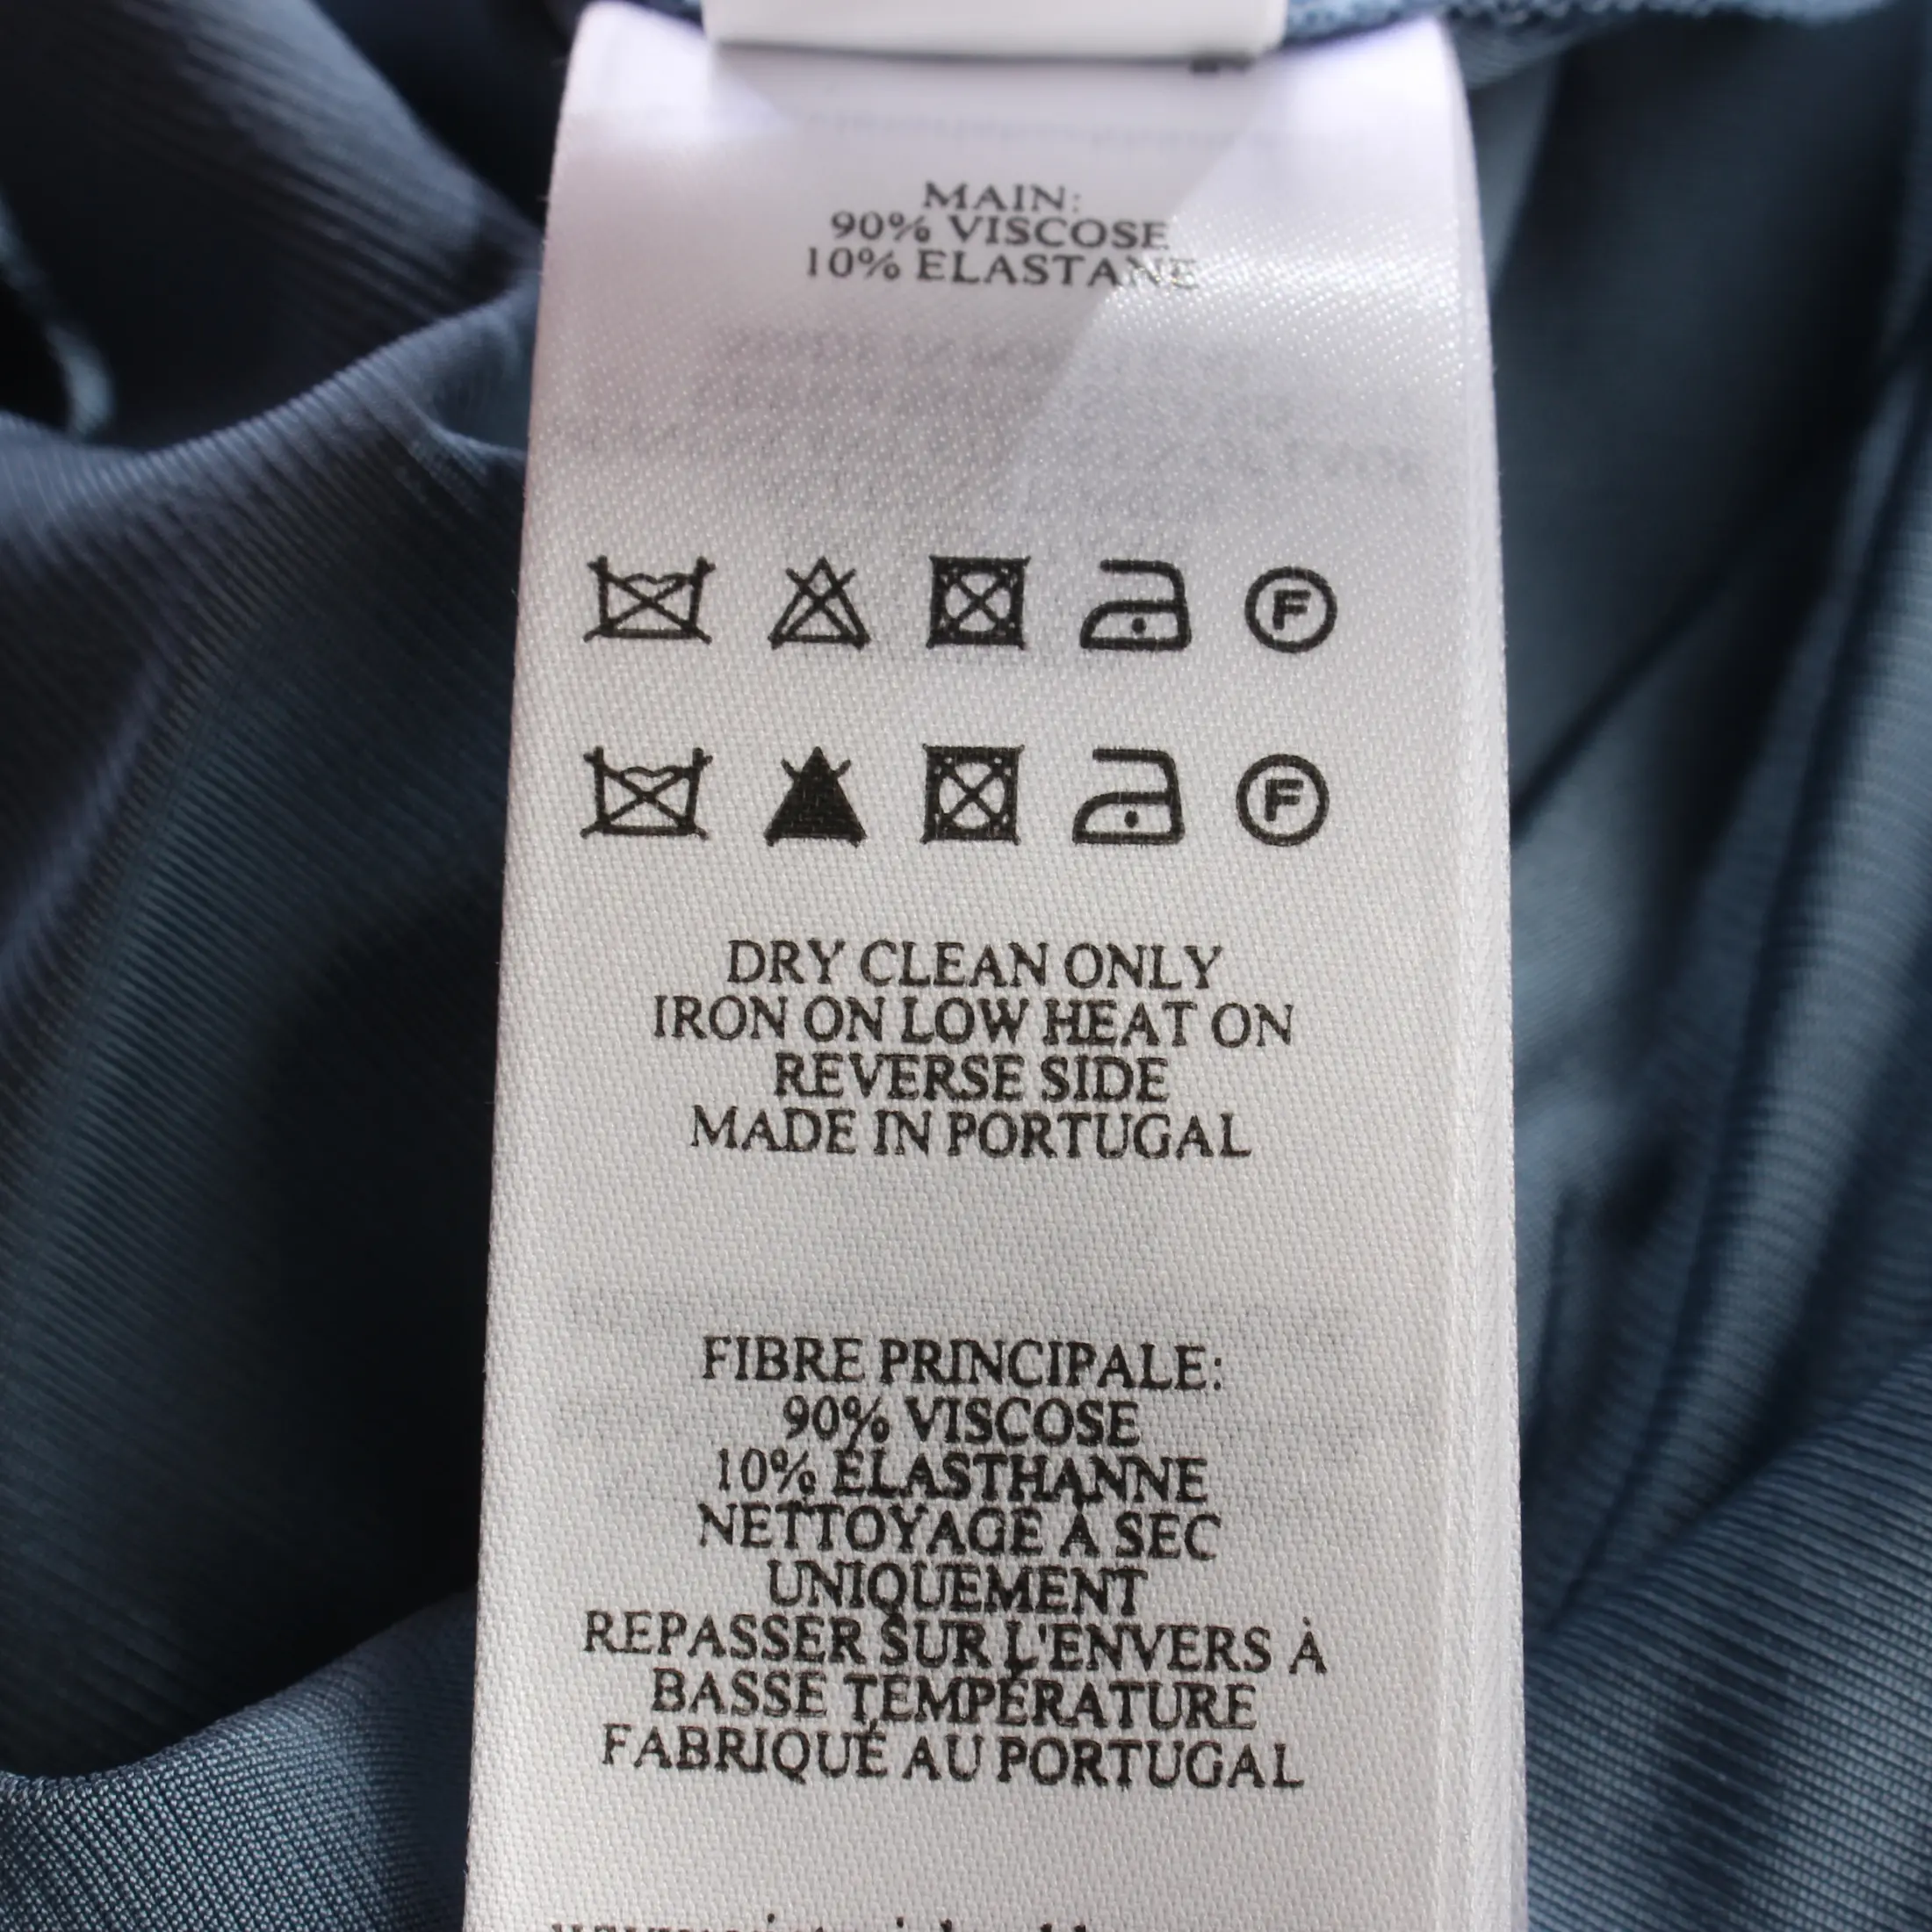 MAIN:
90% VISCOSE
10% ELASTANE
F
F
DRY CLEAN ONLY
IRON ON LOW HEAT ON
REVERSE SIDE
MADE IN PORTUGAL
FIBRE PRINCIPALE:
90% VISCOSE
10% ÉLASTHANNE
NETTOYAGE À SEC
UNIQUEMENT
REPASSER SUR L'ENVERS À
BASSE TEMPÉRATURE
FABRIQUÉ AU PORTUGAL